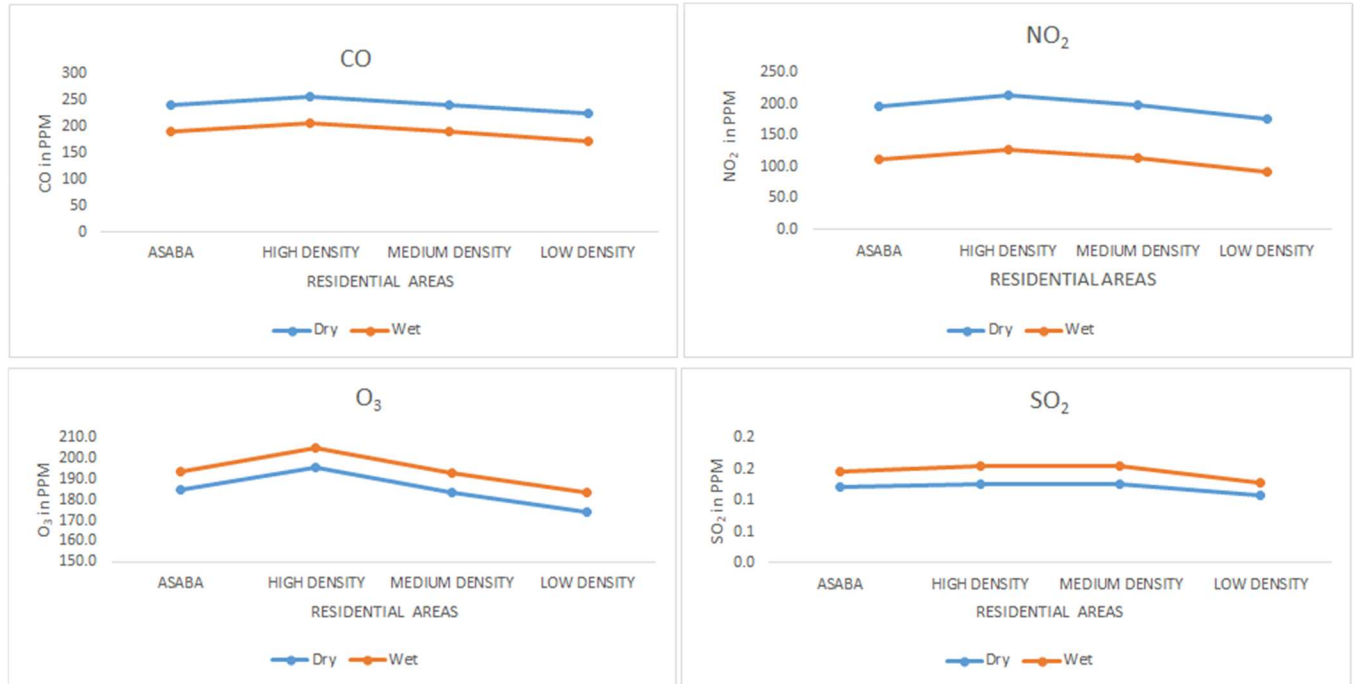 CO
300
250
200
150
100
50
0
CO in PPM
ASABA HIGH DENSITY MEDIUM DENSITY LOW DENSITY
RESIDENTIAL AREAS
Dry Wet
NO₂
250.0
200.0
150.0
100.0
50.0
0.0
NO₂ in PPM
ASABA HIGH DENSITY MEDIUM DENSITY LOW DENSITY
RESIDENTIAL AREAS
Dry Wet
O₃
210.0
200.0
190.0
180.0
170.0
160.0
150.0
O₃ in PPM
ASABA HIGH DENSITY MEDIUM DENSITY LOW DENSITY
RESIDENTIAL AREAS
Dry Wet
SO₂
0.2
0.2
0.1
0.1
0.0
SO₂ in PPM
ASABA HIGH DENSITY MEDIUM DENSITY LOW DENSITY
RESIDENTIAL AREAS
Dry Wet